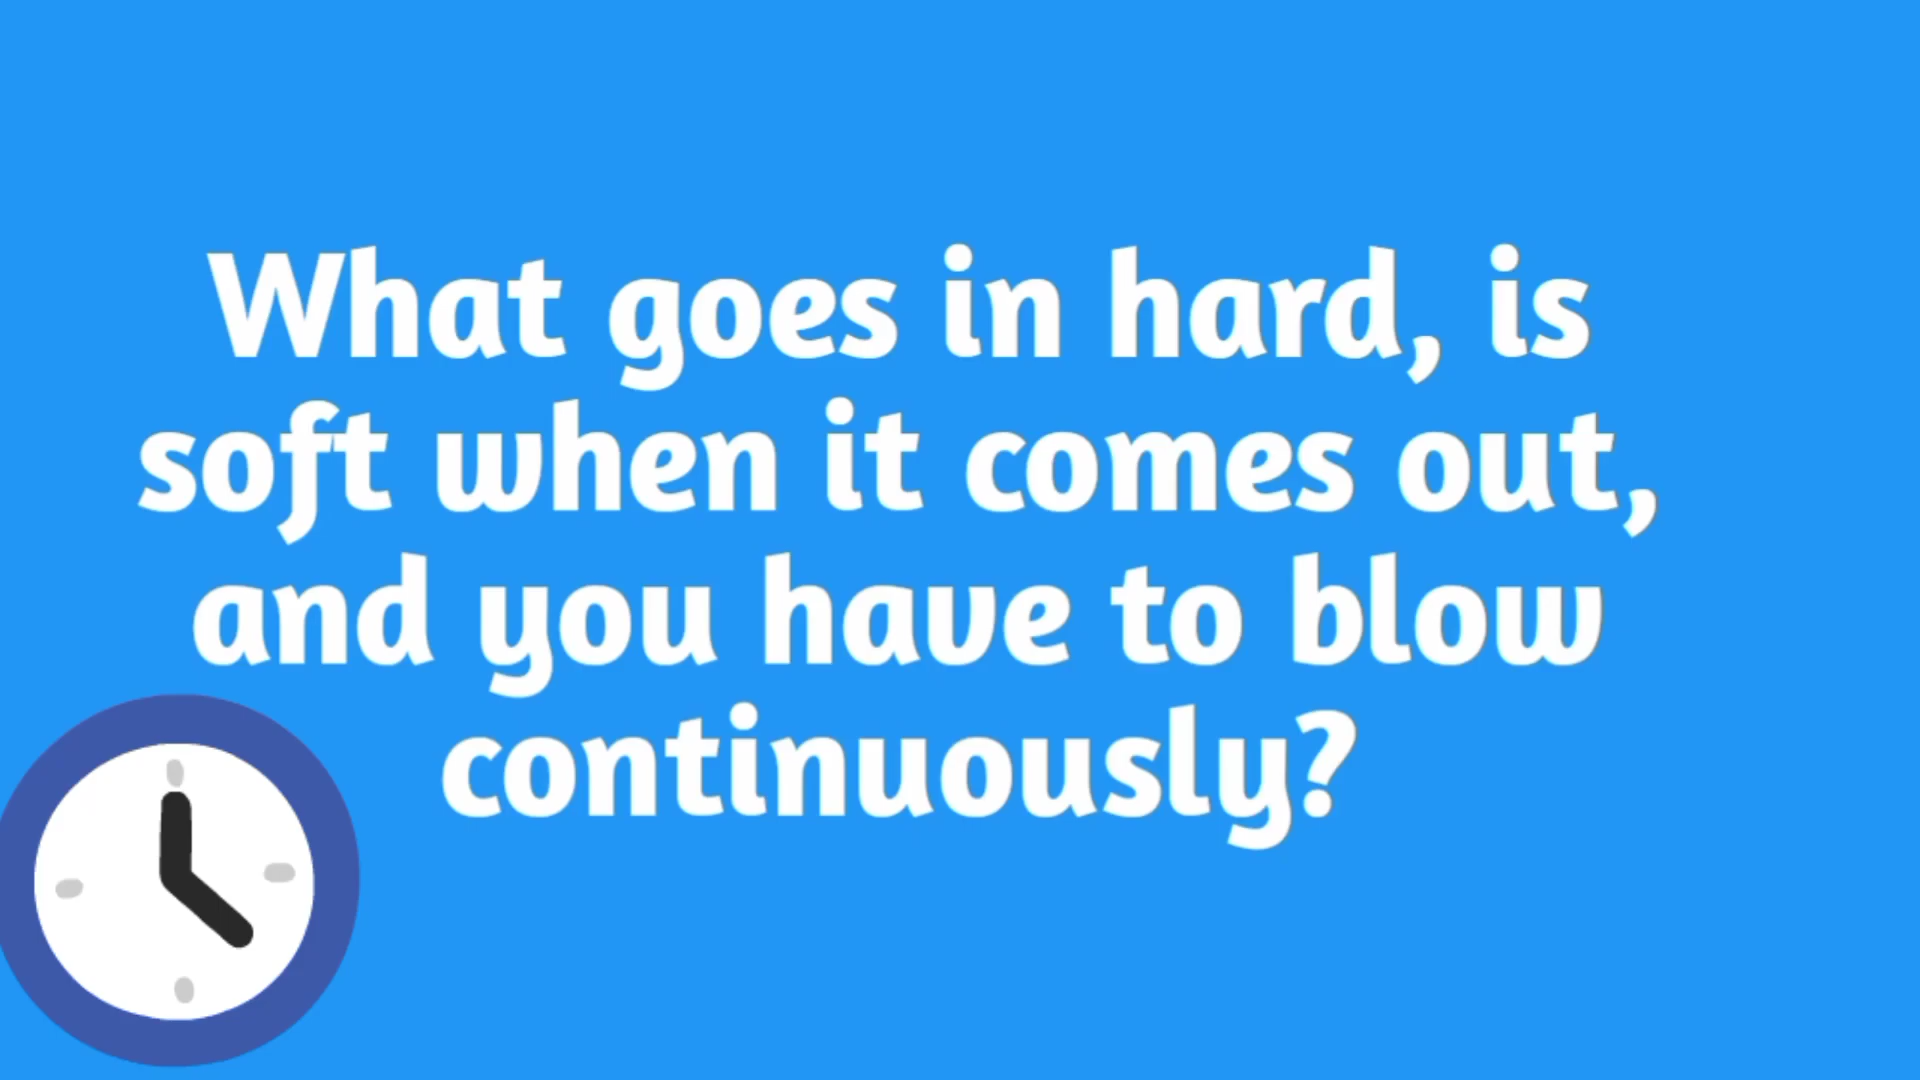 What goes in hard, is
soft when it comes out,
and you have to blow
continuously?